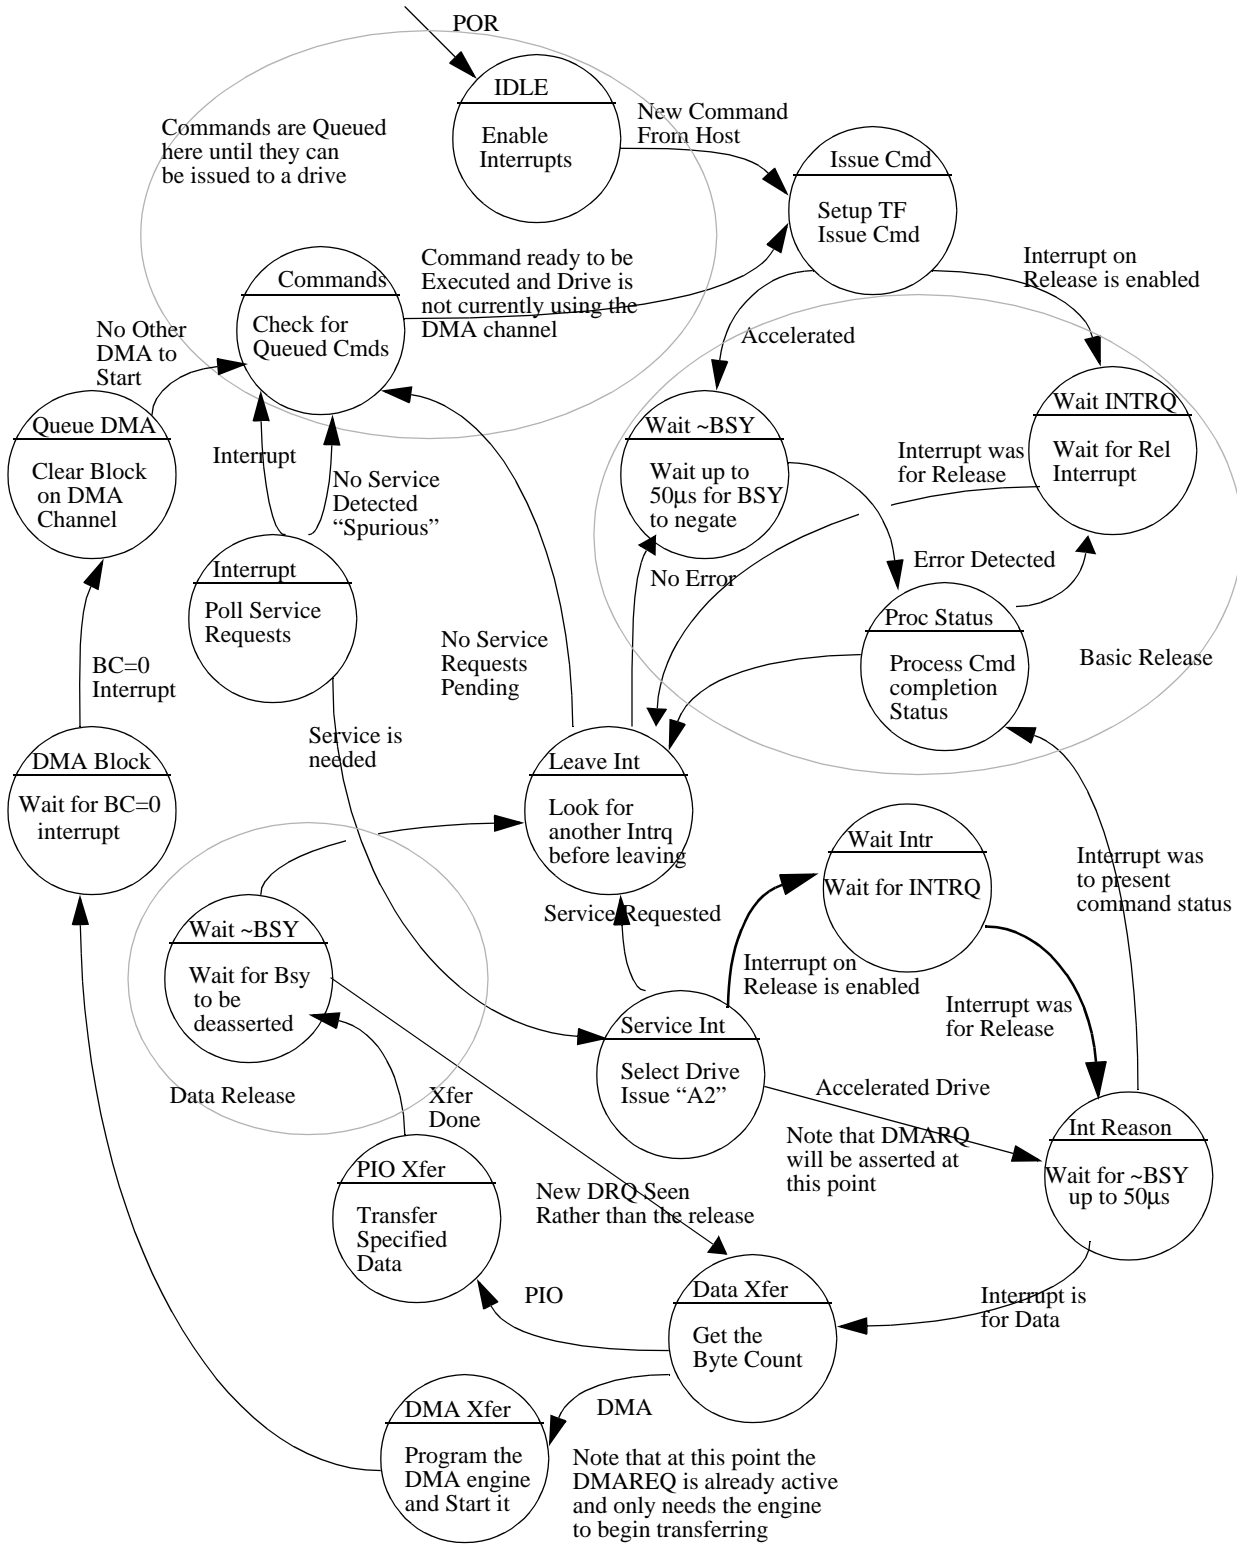 POR
IDLE
Enable
Interrupts
New Command
From Host
Commands are Queued
here until they can
be issued to a drive
Issue Cmd
Setup TF
Issue Cmd
Commands
Check for
Queued Cmds
Command ready to be
Executed and Drive is
not currently using the
DMA channel
Interrupt on
Release is enabled
No Other
DMA to
Start
Accelerated
Queue DMA
Clear Block
on DMA
Channel
Interrupt
No Service
Detected
“Spurious”
Wait ~BSY
Wait up to
50µs for BSY
to negate
Interrupt was
for Release
Wait INTRQ
Wait for Rel
Interrupt
Interrupt
Poll Service
Requests
No Error
Error Detected
Proc Status
Process Cmd
completion
Status
Basic Release
BC=0
Interrupt
No Service
Requests
Pending
Service is
needed
DMA Block
Wait for BC=0
interrupt
Leave Int
Look for
another Intrq
before leaving
Wait Intr
Wait for INTRQ
Interrupt was
to present
command status
Service Requested
Wait ~BSY
Wait for Bsy
to be
deasserted
Interrupt on
Release is enabled
Interrupt was
for Release
Service Int
Select Drive
Issue “A2”
Data Release
Xfer
Done
Accelerated Drive
Note that DMARQ
will be asserted at
this point
Int Reason
Wait for ~BSY
up to 50µs
PIO Xfer
Transfer
Specified
Data
New DRQ Seen
Rather than the release
PIO
Data Xfer
Get the
Byte Count
Interrupt is
for Data
DMA Xfer
Program the
DMA engine
and Start it
DMA
Note that at this point the
DMAREQ is already active
and only needs the engine
to begin transferring